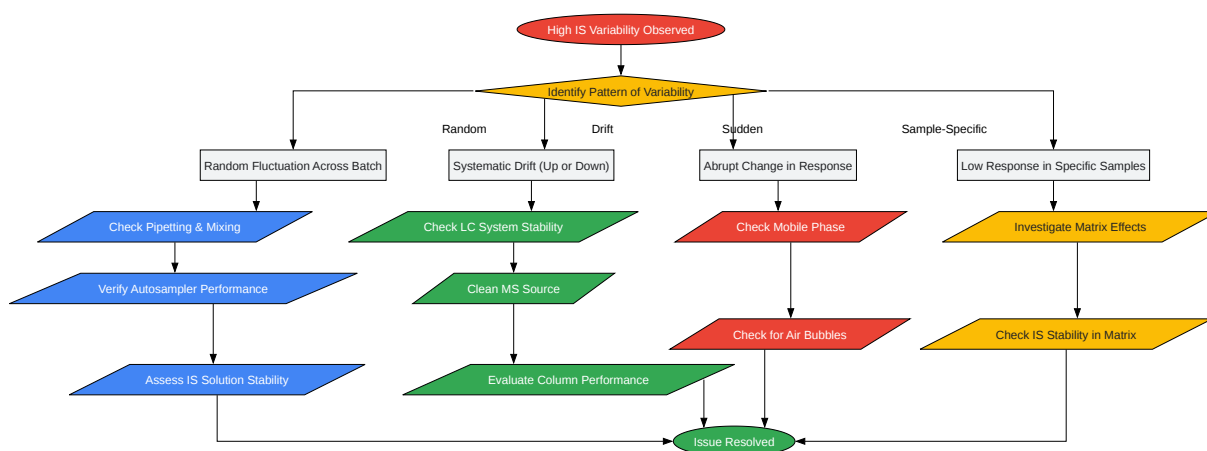 High IS Variability Observed
Identify Pattern of Variability
Random
Drift
Sudden
Sample-Specific
Random Fluctuation Across Batch
Systematic Drift (Up or Down)
Abrupt Change in Response
Low Response in Specific Samples
Check Pipetting & Mixing
Check LC System Stability
Check Mobile Phase
Investigate Matrix Effects
Verify Autosampler Performance
Clean MS Source
Check for Air Bubbles
Check IS Stability in Matrix
Assess IS Solution Stability
Evaluate Column Performance
Issue Resolved